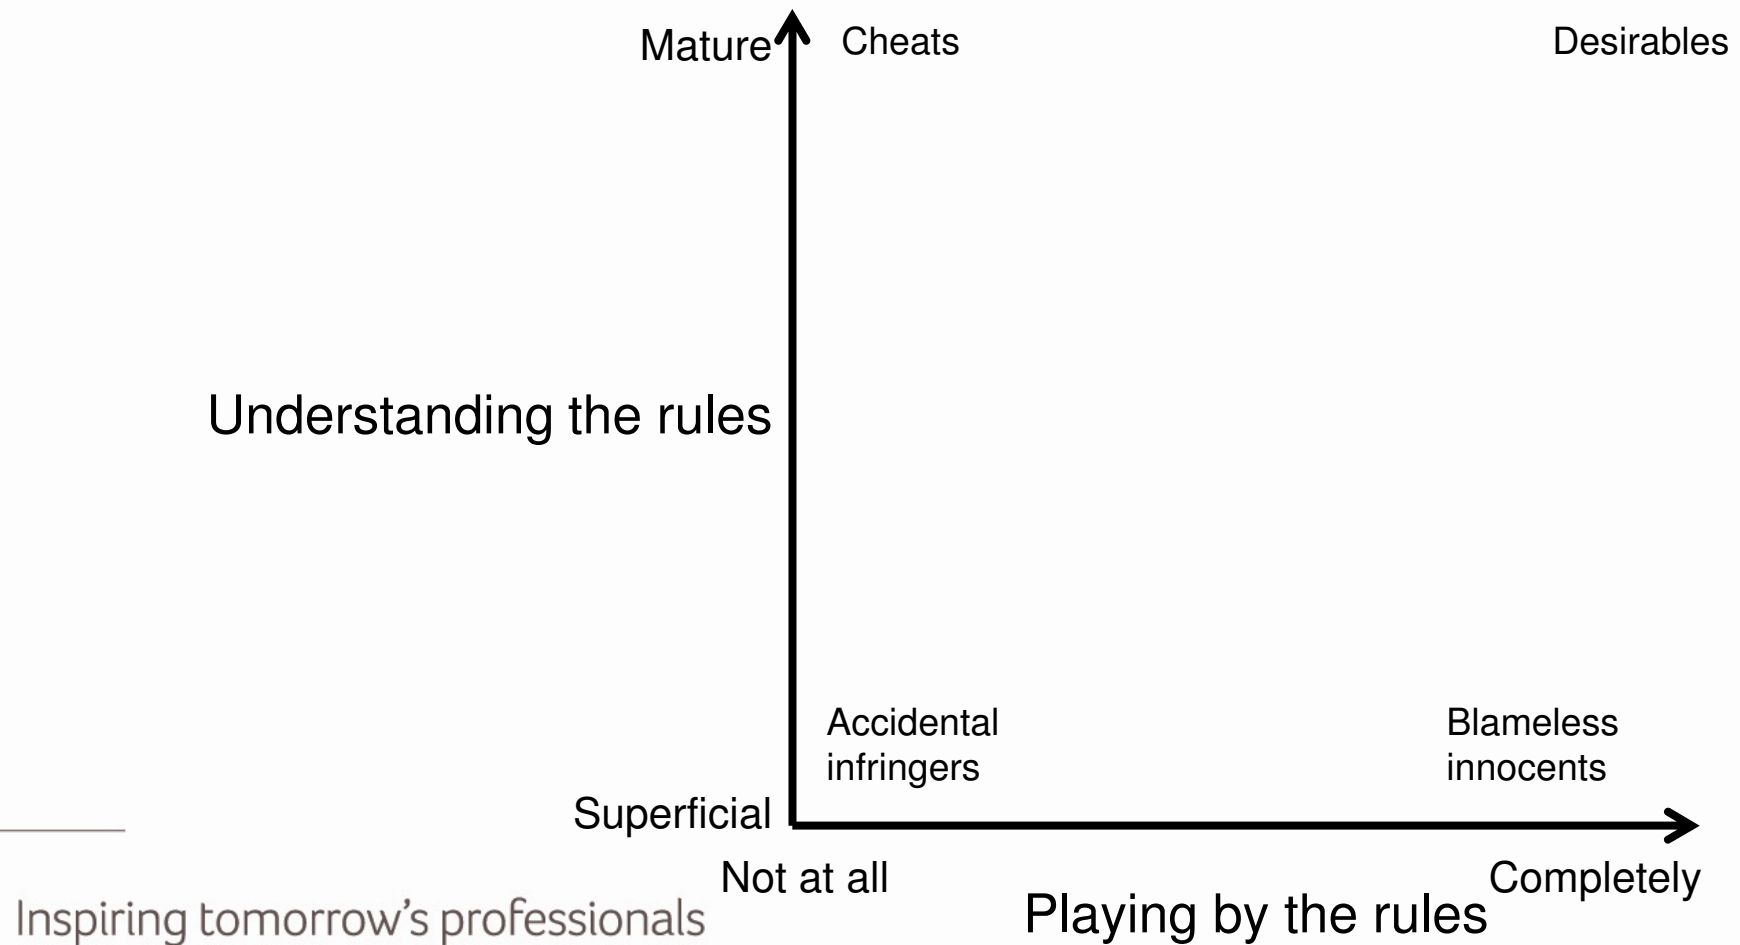 Mature
Cheats
Desirables
Understanding the rules
Accidental
infringers
Blameless
innocents
Superficial
Not at all
Completely
Playing by the rules
Inspiring tomorrow's professionals